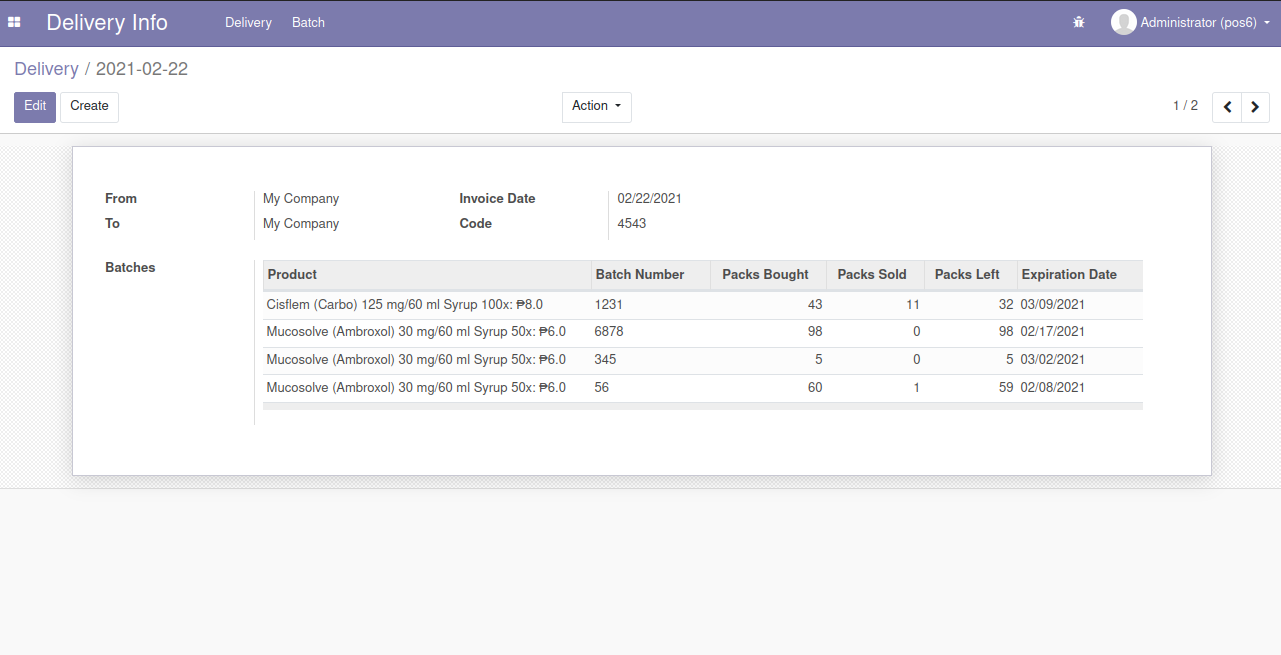 Delivery Info Delivery Batch Administrator (pos6)
Delivery / 2021-02-22
Edit Create Action 1 / 2
From My Company Invoice Date 02/22/2021
To My Company Code 4543
Batches
Product Batch Number Packs Bought Packs Sold Packs Left Expiration Date
Cisflem (Carbo) 125 mg/60 ml Syrup 100x: ₱8.0 1231 43 11 32 03/09/2021
Mucosolve (Ambroxol) 30 mg/60 ml Syrup 50x: ₱6.0 6878 98 0 98 02/17/2021
Mucosolve (Ambroxol) 30 mg/60 ml Syrup 50x: ₱6.0 345 5 0 5 03/02/2021
Mucosolve (Ambroxol) 30 mg/60 ml Syrup 50x: ₱6.0 56 60 1 59 02/08/2021